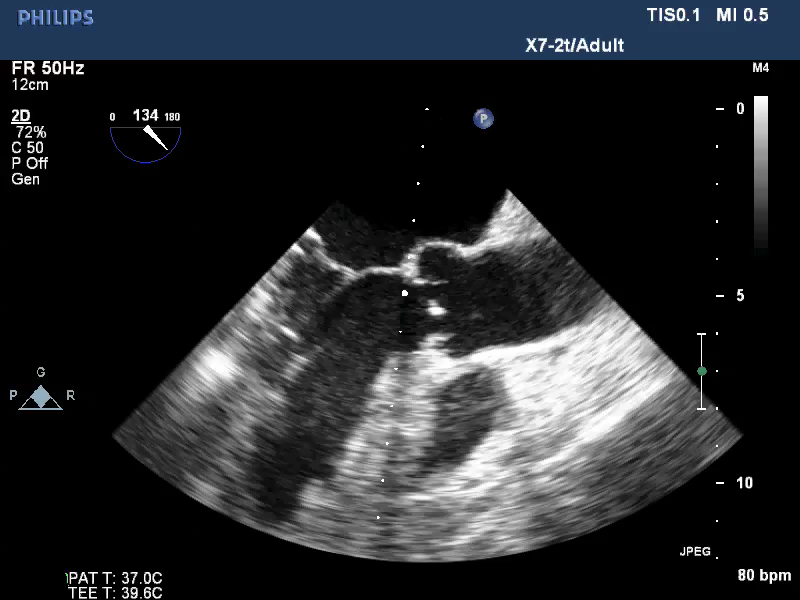 PHILIPS
TIS0.1 MI 0.5
X7-2t/Adult
FR 50Hz
12cm
M4
2D
72%
C 50
P Off
Gen
0 134 180
P
0
5
10
G
P R
JPEG
80 bpm
PAT T: 37.0C
TEE T: 39.6C